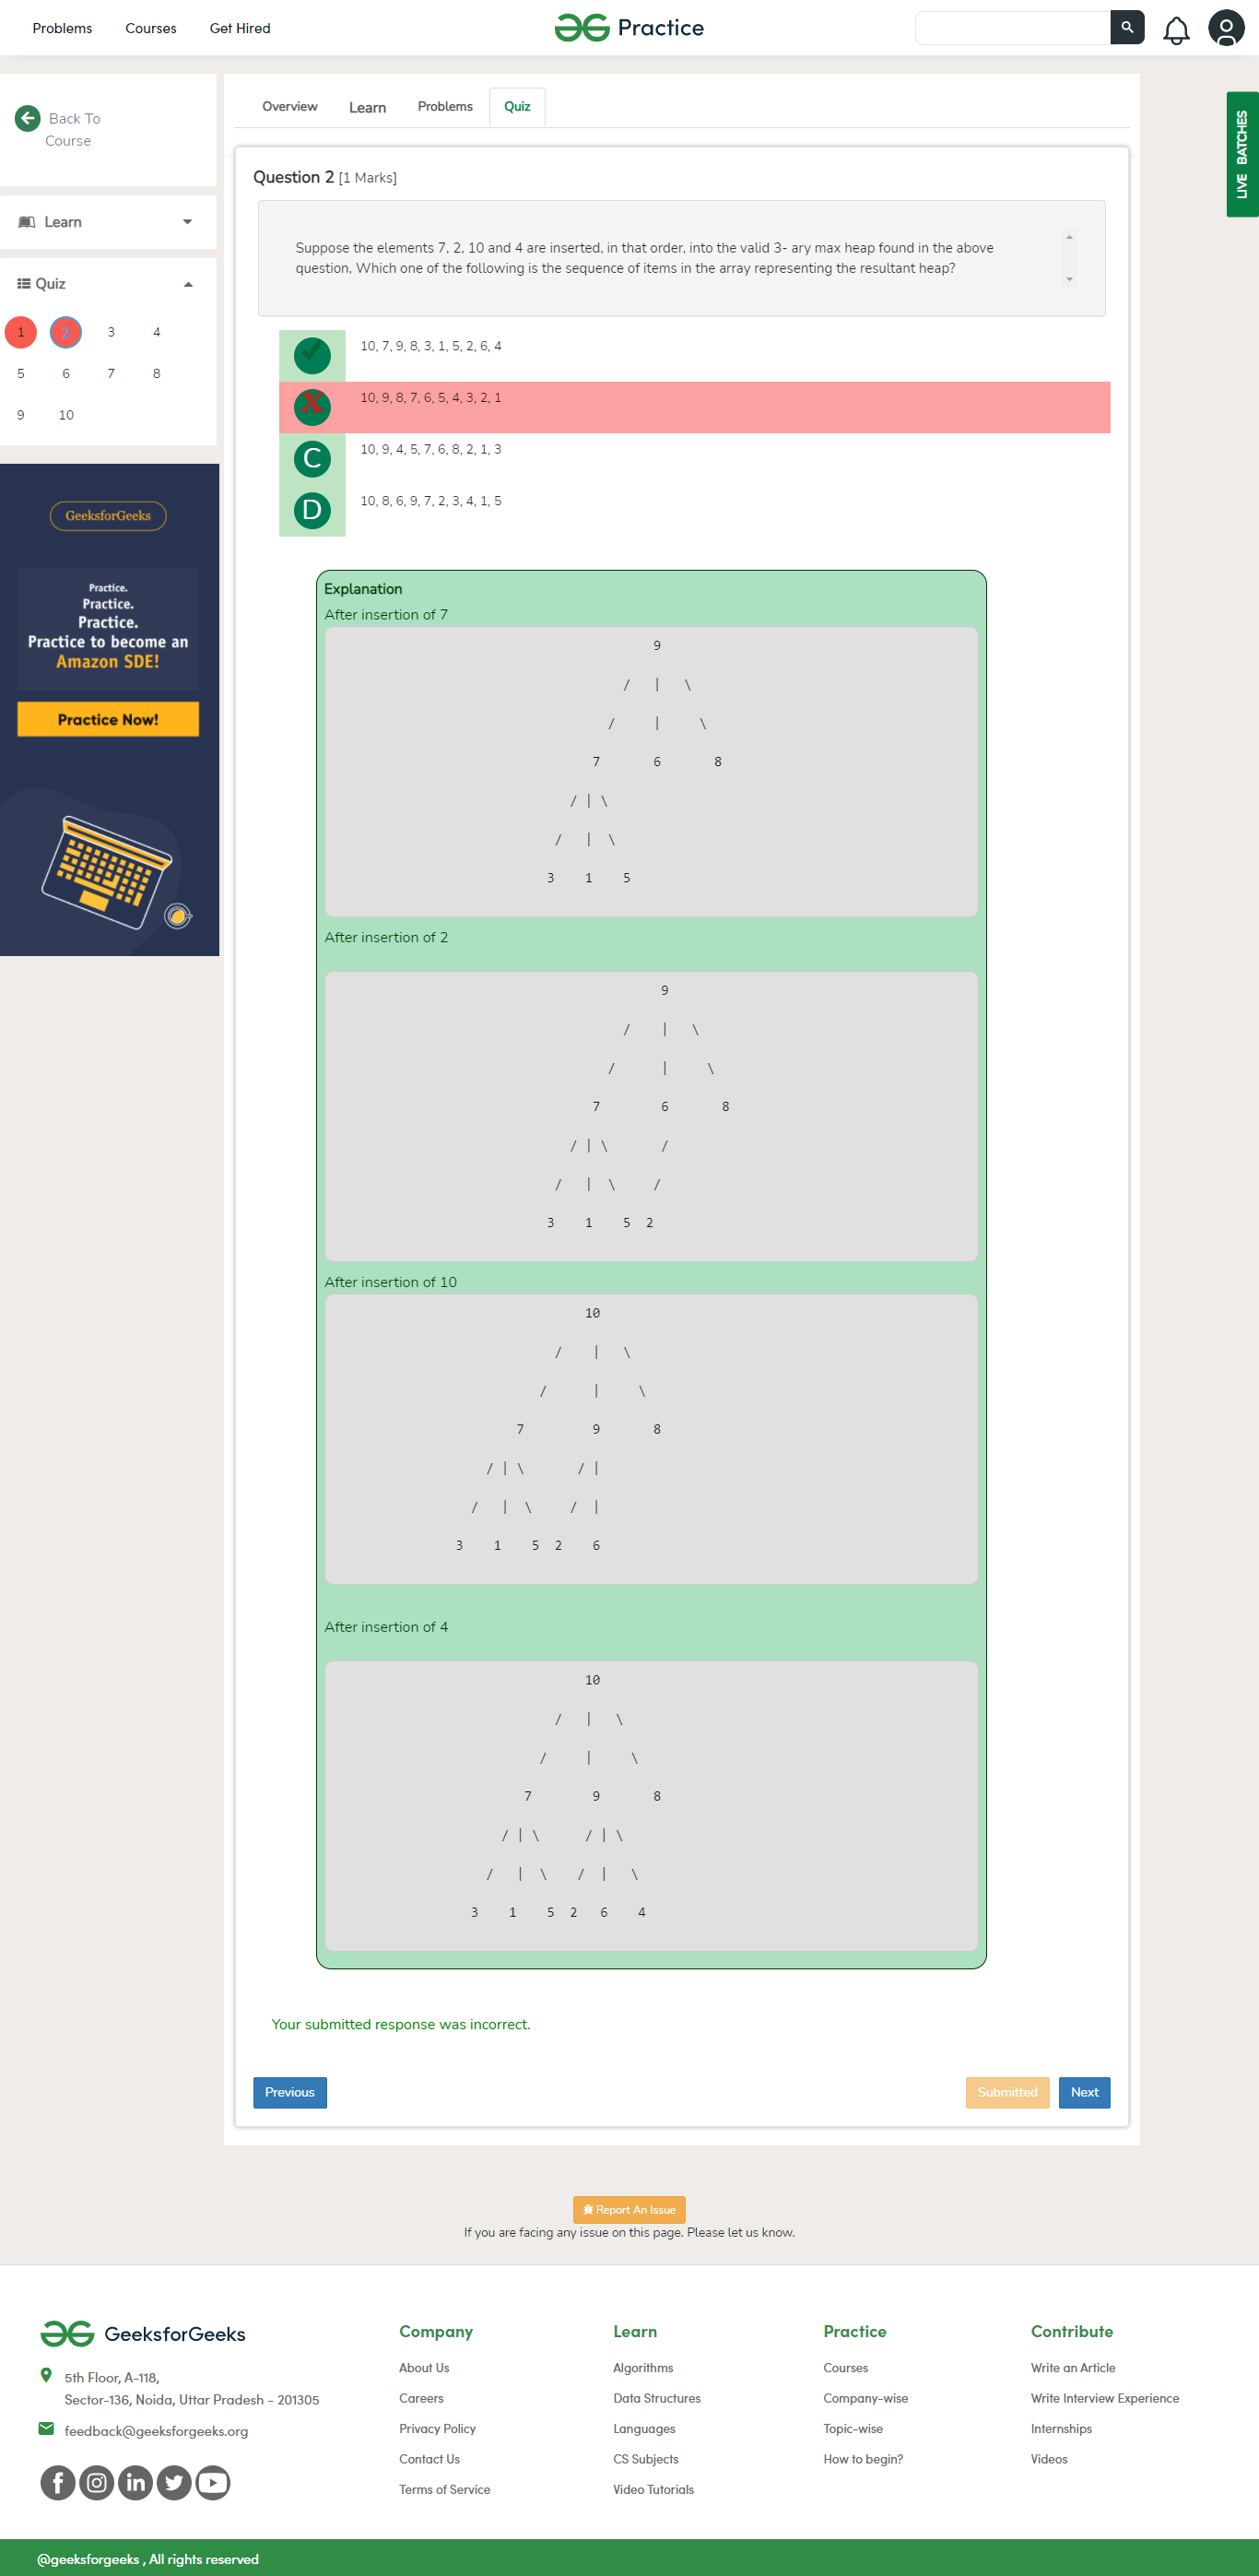 Problems Courses Get Hired
Practice
Back To
Course
Learn
Quiz
1 2 3 4
5 6 7 8
9 10
GeeksforGeeks
Practice.
Practice.
Practice.
Practice to become an
Amazon SDE!
Practice Now!
LIVE BATCHES
Overview Learn Problems Quiz
Question 2 [1 Marks]
Suppose the elements 7, 2, 10 and 4 are inserted, in that order, into the valid 3- ary max heap found in the above
question, Which one of the following is the sequence of items in the array representing the resultant heap?
10, 7, 9, 8, 3, 1, 5, 2, 6, 4
X 10, 9, 8, 7, 6, 5, 4, 3, 2, 1
C 10, 9, 4, 5, 7, 6, 8, 2, 1, 3
D 10, 8, 6, 9, 7, 2, 3, 4, 1, 5
Explanation
After insertion of 7
9
/ | \
/ | \
7 6 8
/ | \
/ | \
3 1 5
After insertion of 2
9
/ | \
/ | \
7 6 8
/ | \ /
/ | \ /
3 1 5 2
After insertion of 10
10
/ | \
/ | \
7 9 8
/ | \ / |
/ | \ / |
3 1 5 2 6
After insertion of 4
10
/ | \
/ | \
7 9 8
/ | \ / | \
/ | \ / | \
3 1 5 2 6 4
Your submitted response was incorrect.
Previous Submitted Next
Report An Issue
If you are facing any issue on this page. Please let us know.
GeeksforGeeks
5th Floor, A-118,
Sector-136, Noida, Uttar Pradesh - 201305
feedback@geeksforgeeks.org
Company
About Us
Careers
Privacy Policy
Contact Us
Terms of Service
Learn
Algorithms
Data Structures
Languages
CS Subjects
Video Tutorials
Practice
Courses
Company-wise
Topic-wise
How to begin?
Contribute
Write an Article
Write Interview Experience
Internships
Videos
@geeksforgeeks , All rights reserved